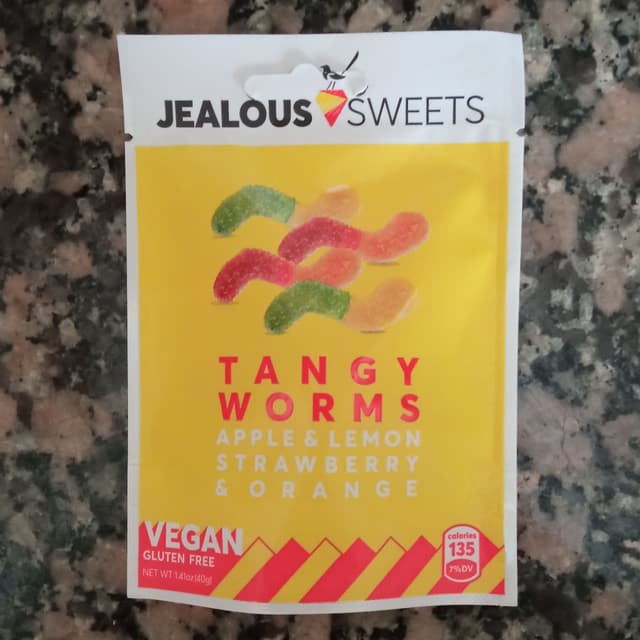 JEALOUS SWEETS
TANGY
WORMS
APPLE & LEMON
STRAWBERRY
& ORANGE
VEGAN
GLUTEN FREE
NET WT 1.41oz(40g)
calories
135
7%DV